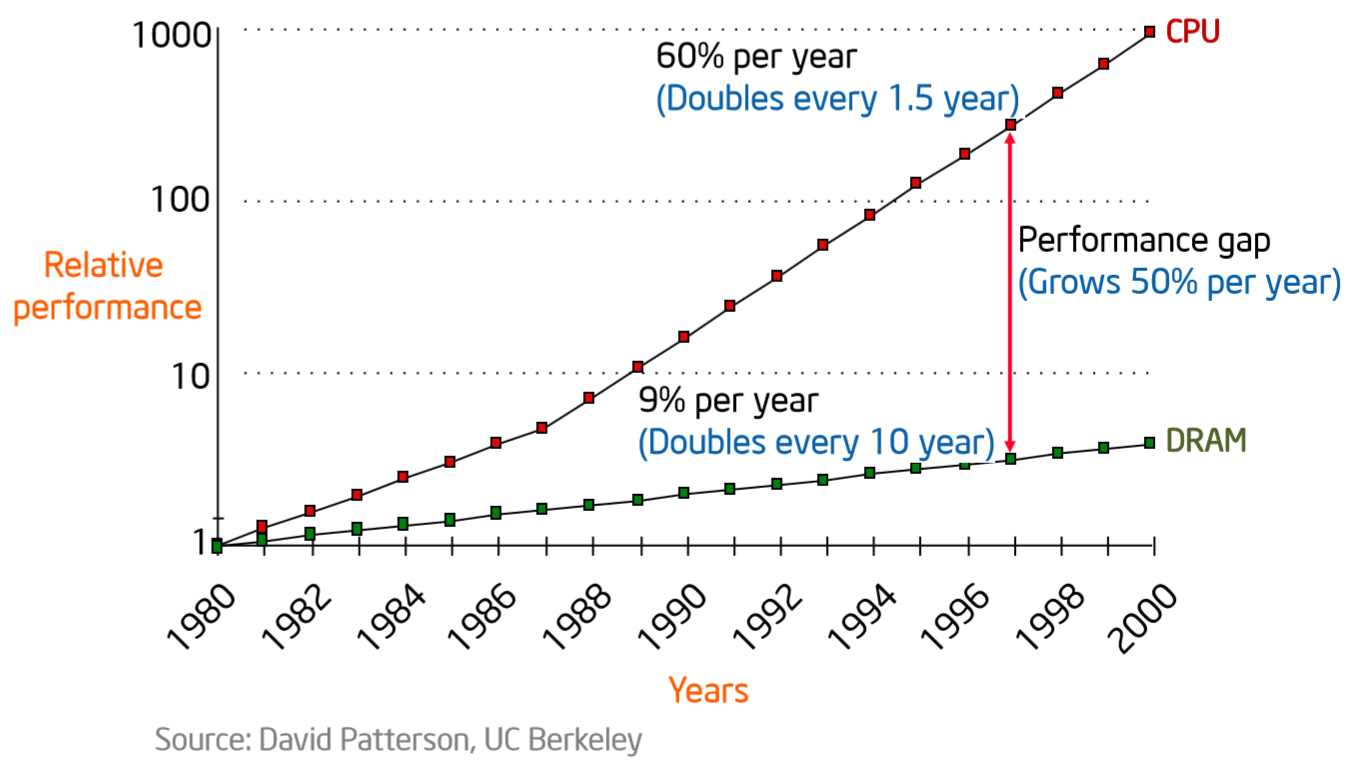 1000
CPU
60% per year
(Doubles every 1.5 year)
100
Performance gap
(Grows 50% per year)
Relative
performance
10
9% per year
(Doubles every 10 year)
DRAM
1
1980 1982 1984 1986 1988 1990 1992 1994 1996 1998 2000
Years
Source: David Patterson, UC Berkeley